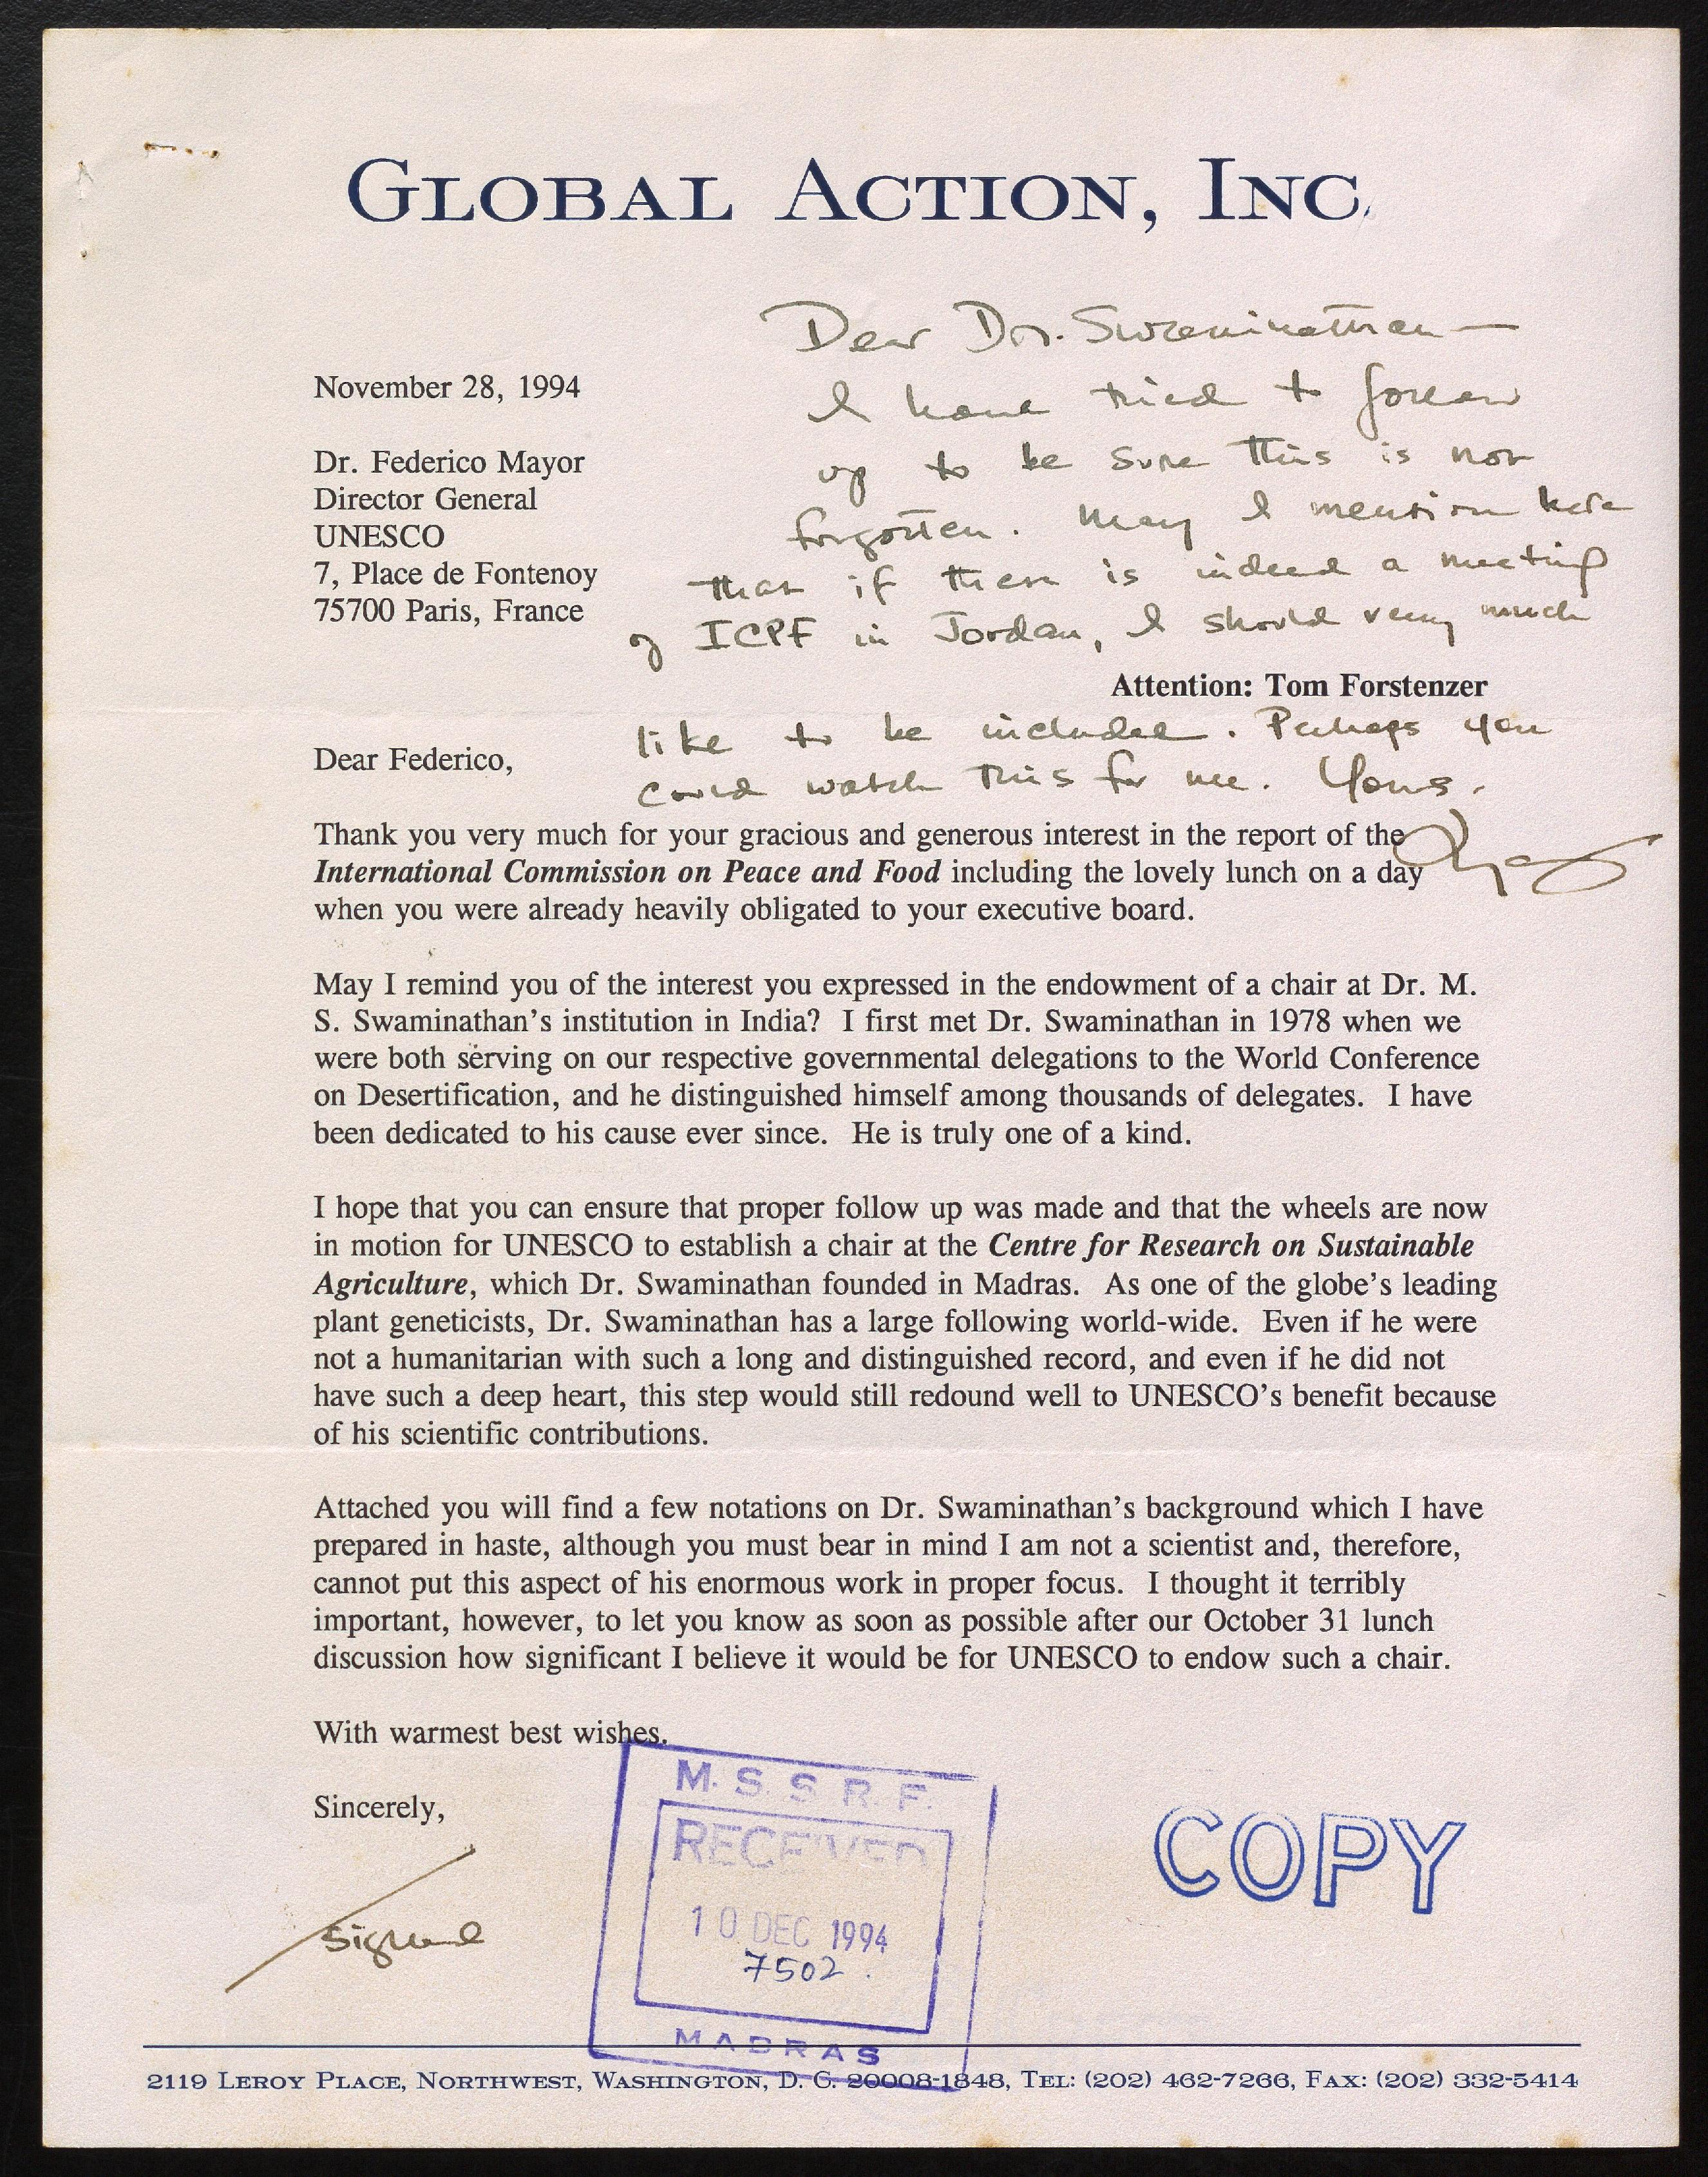 GLOBAL ACTION, INC.
Dear Dr. Swaminathan —
I have tried to follow
up to be sure this is not
forgotten. May I mention here
that if there is indeed a meeting
of ICPF in Jordan, I should very much
like to be included. Perhaps you
could watch this for me. Yours,
November 28, 1994
Dr. Federico Mayor
Director General
UNESCO
7, Place de Fontenoy
75700 Paris, France
Attention: Tom Forstenzer
Dear Federico,
Thank you very much for your gracious and generous interest in the report of the
International Commission on Peace and Food including the lovely lunch on a day
when you were already heavily obligated to your executive board.
May I remind you of the interest you expressed in the endowment of a chair at Dr. M.
S. Swaminathan's institution in India? I first met Dr. Swaminathan in 1978 when we
were both serving on our respective governmental delegations to the World Conference
on Desertification, and he distinguished himself among thousands of delegates. I have
been dedicated to his cause ever since. He is truly one of a kind.
I hope that you can ensure that proper follow up was made and that the wheels are now
in motion for UNESCO to establish a chair at the Centre for Research on Sustainable
Agriculture, which Dr. Swaminathan founded in Madras. As one of the globe's leading
plant geneticists, Dr. Swaminathan has a large following world-wide. Even if he were
not a humanitarian with such a long and distinguished record, and even if he did not
have such a deep heart, this step would still redound well to UNESCO's benefit because
of his scientific contributions.
Attached you will find a few notations on Dr. Swaminathan's background which I have
prepared in haste, although you must bear in mind I am not a scientist and, therefore,
cannot put this aspect of his enormous work in proper focus. I thought it terribly
important, however, to let you know as soon as possible after our October 31 lunch
discussion how significant I believe it would be for UNESCO to endow such a chair.
With warmest best wishes.
Sincerely,
signed
M. S. S. R. F.
RECEIVED
10 DEC 1994
7502.
MADRAS
COPY
2119 LEROY PLACE, NORTHWEST, WASHINGTON, D. C. 20008-1848, TEL: (202) 462-7266, FAX: (202) 332-5414